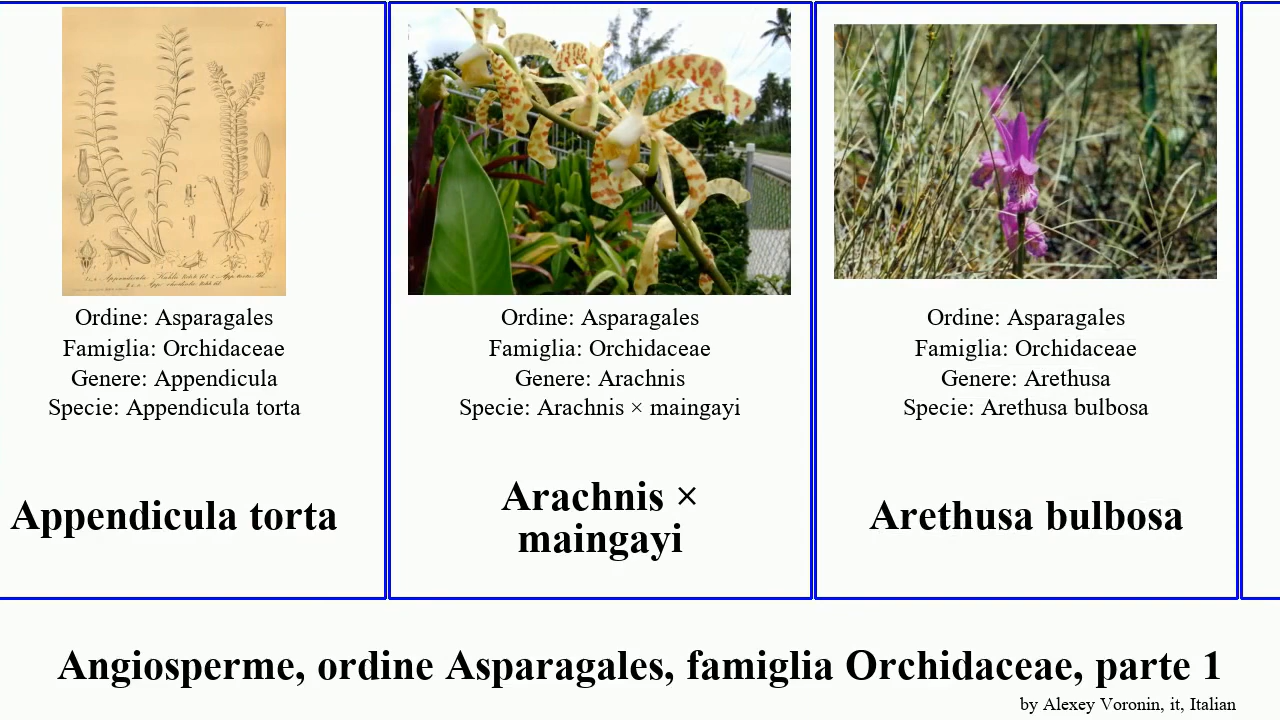 Ordine: Asparagales
Famiglia: Orchidaceae
Genere: Appendicula
Specie: Appendicula torta
Appendicula torta
Ordine: Asparagales
Famiglia: Orchidaceae
Genere: Arachnis
Specie: Arachnis × maingayi
Arachnis ×
maingayi
Ordine: Asparagales
Famiglia: Orchidaceae
Genere: Arethusa
Specie: Arethusa bulbosa
Arethusa bulbosa
Angiosperme, ordine Asparagales, famiglia Orchidaceae, parte 1
by Alexey Voronin, it, Italian